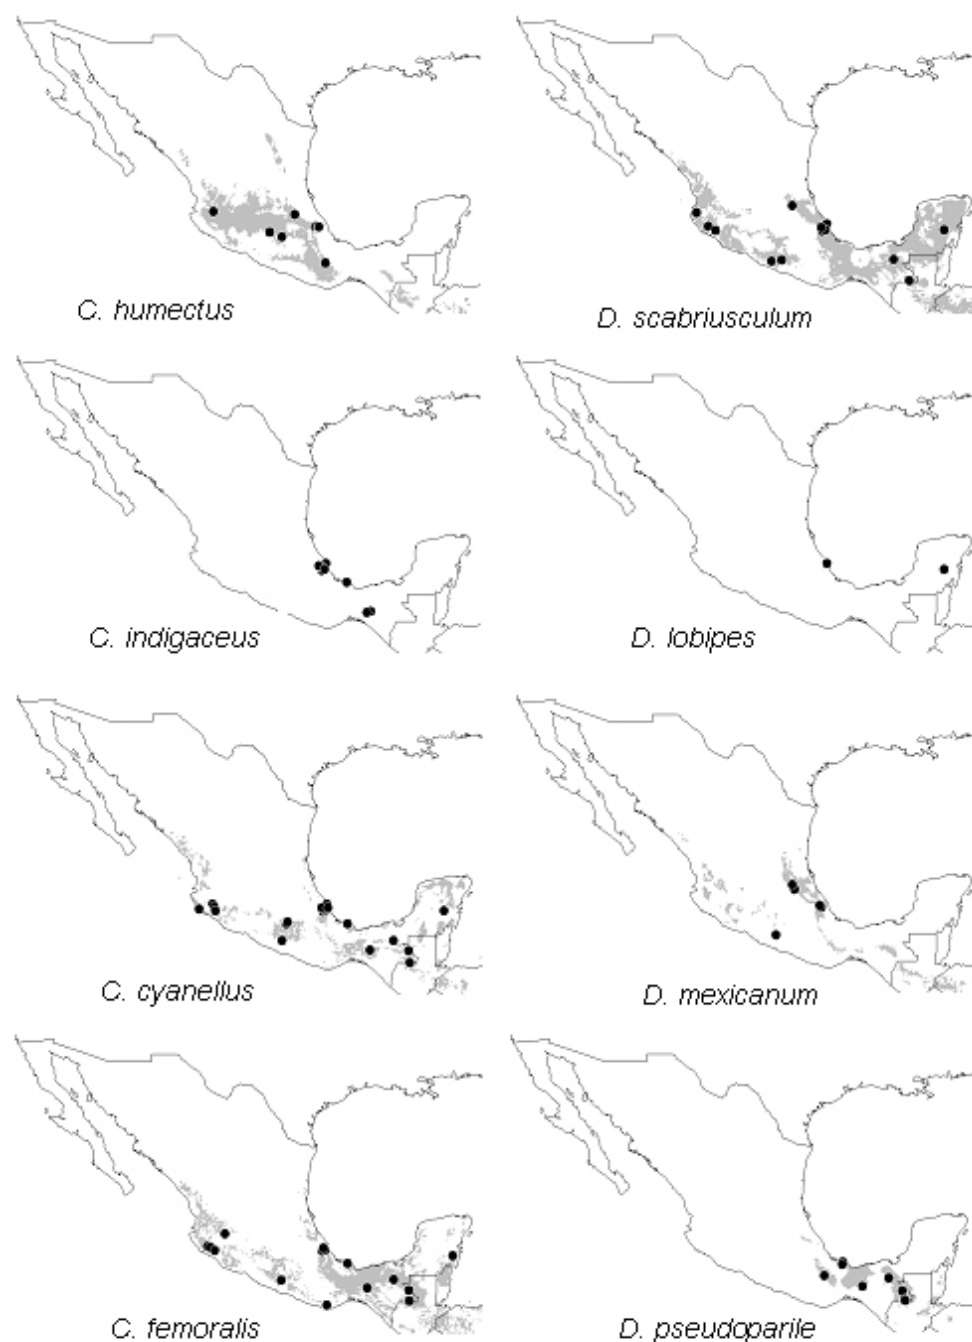 C. humectus
D. scabriusculum
C. indigaceus
D. lobipes
C. cyanellus
D. mexicanum
C. femoralis
D. pseudoparile